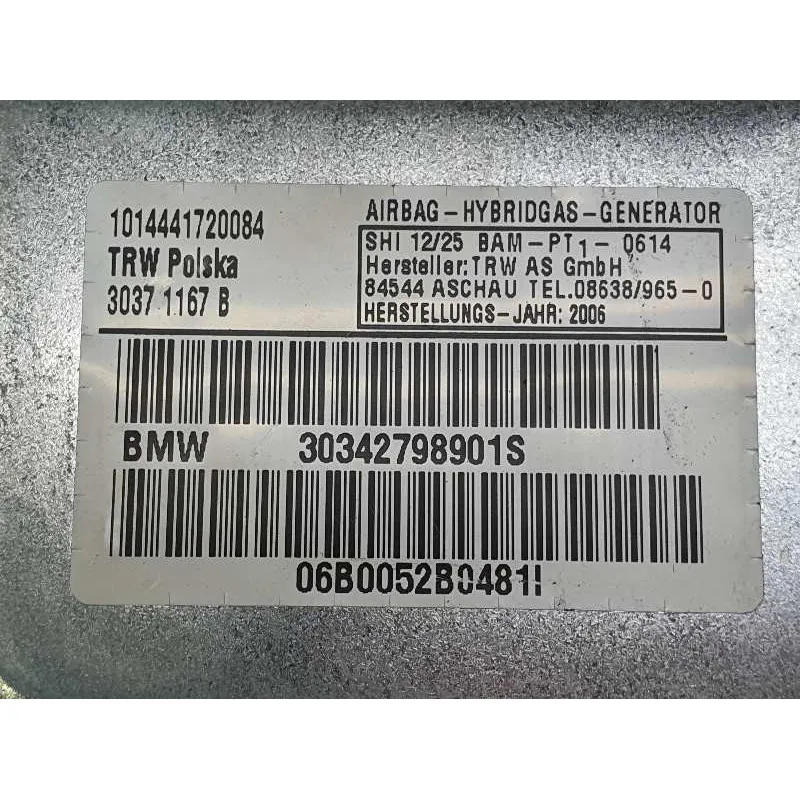 1014441720084
TRW Polska
3037 1167 B
AIRBAG-HYBRIDGAS-GENERATOR
SHI 12/25 BAM-PT1-0614
Hersteller:TRW AS GmbH
84544 ASCHAU TEL.08638/965-0
HERSTELLUNGS-JAHR: 2006
BMW 30342798901S
06B0052B0481I